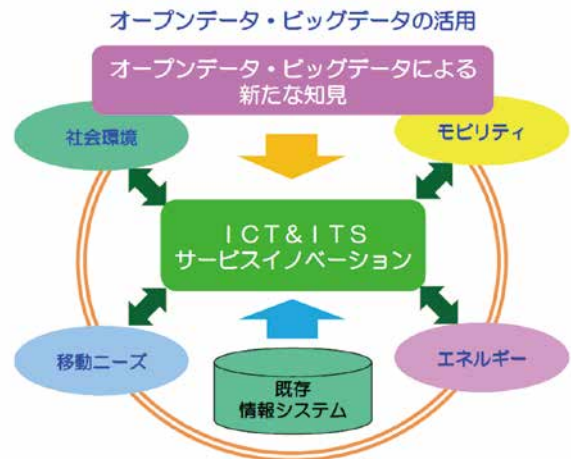 オープンデータ・ビッグデータの活用
オープンデータ・ビッグデータによる
新たな知見
社会環境
モビリティ
ICT&ITS
サービスイノベーション
移動ニーズ
エネルギー
既存
情報システム